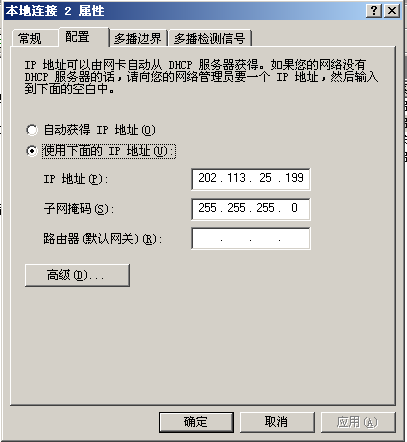 本地连接 2 属性
常规 配置 多播边界 多播检测信号
IP 地址可以由网卡自动从 DHCP 服务器获得。如果您的网络没有
DHCP 服务器的话,请向您的网络管理员要一个 IP 地址,然后输入
到下面的空白中。
自动获得 IP 地址(O)
使用下面的 IP 地址(U):
IP 地址(P): 202 . 113 . 25 . 199
子网掩码(S): 255 . 255 . 255 . 0
路由器(默认网关)(R): . . .
高级(D)...
确定 取消 应用(A)